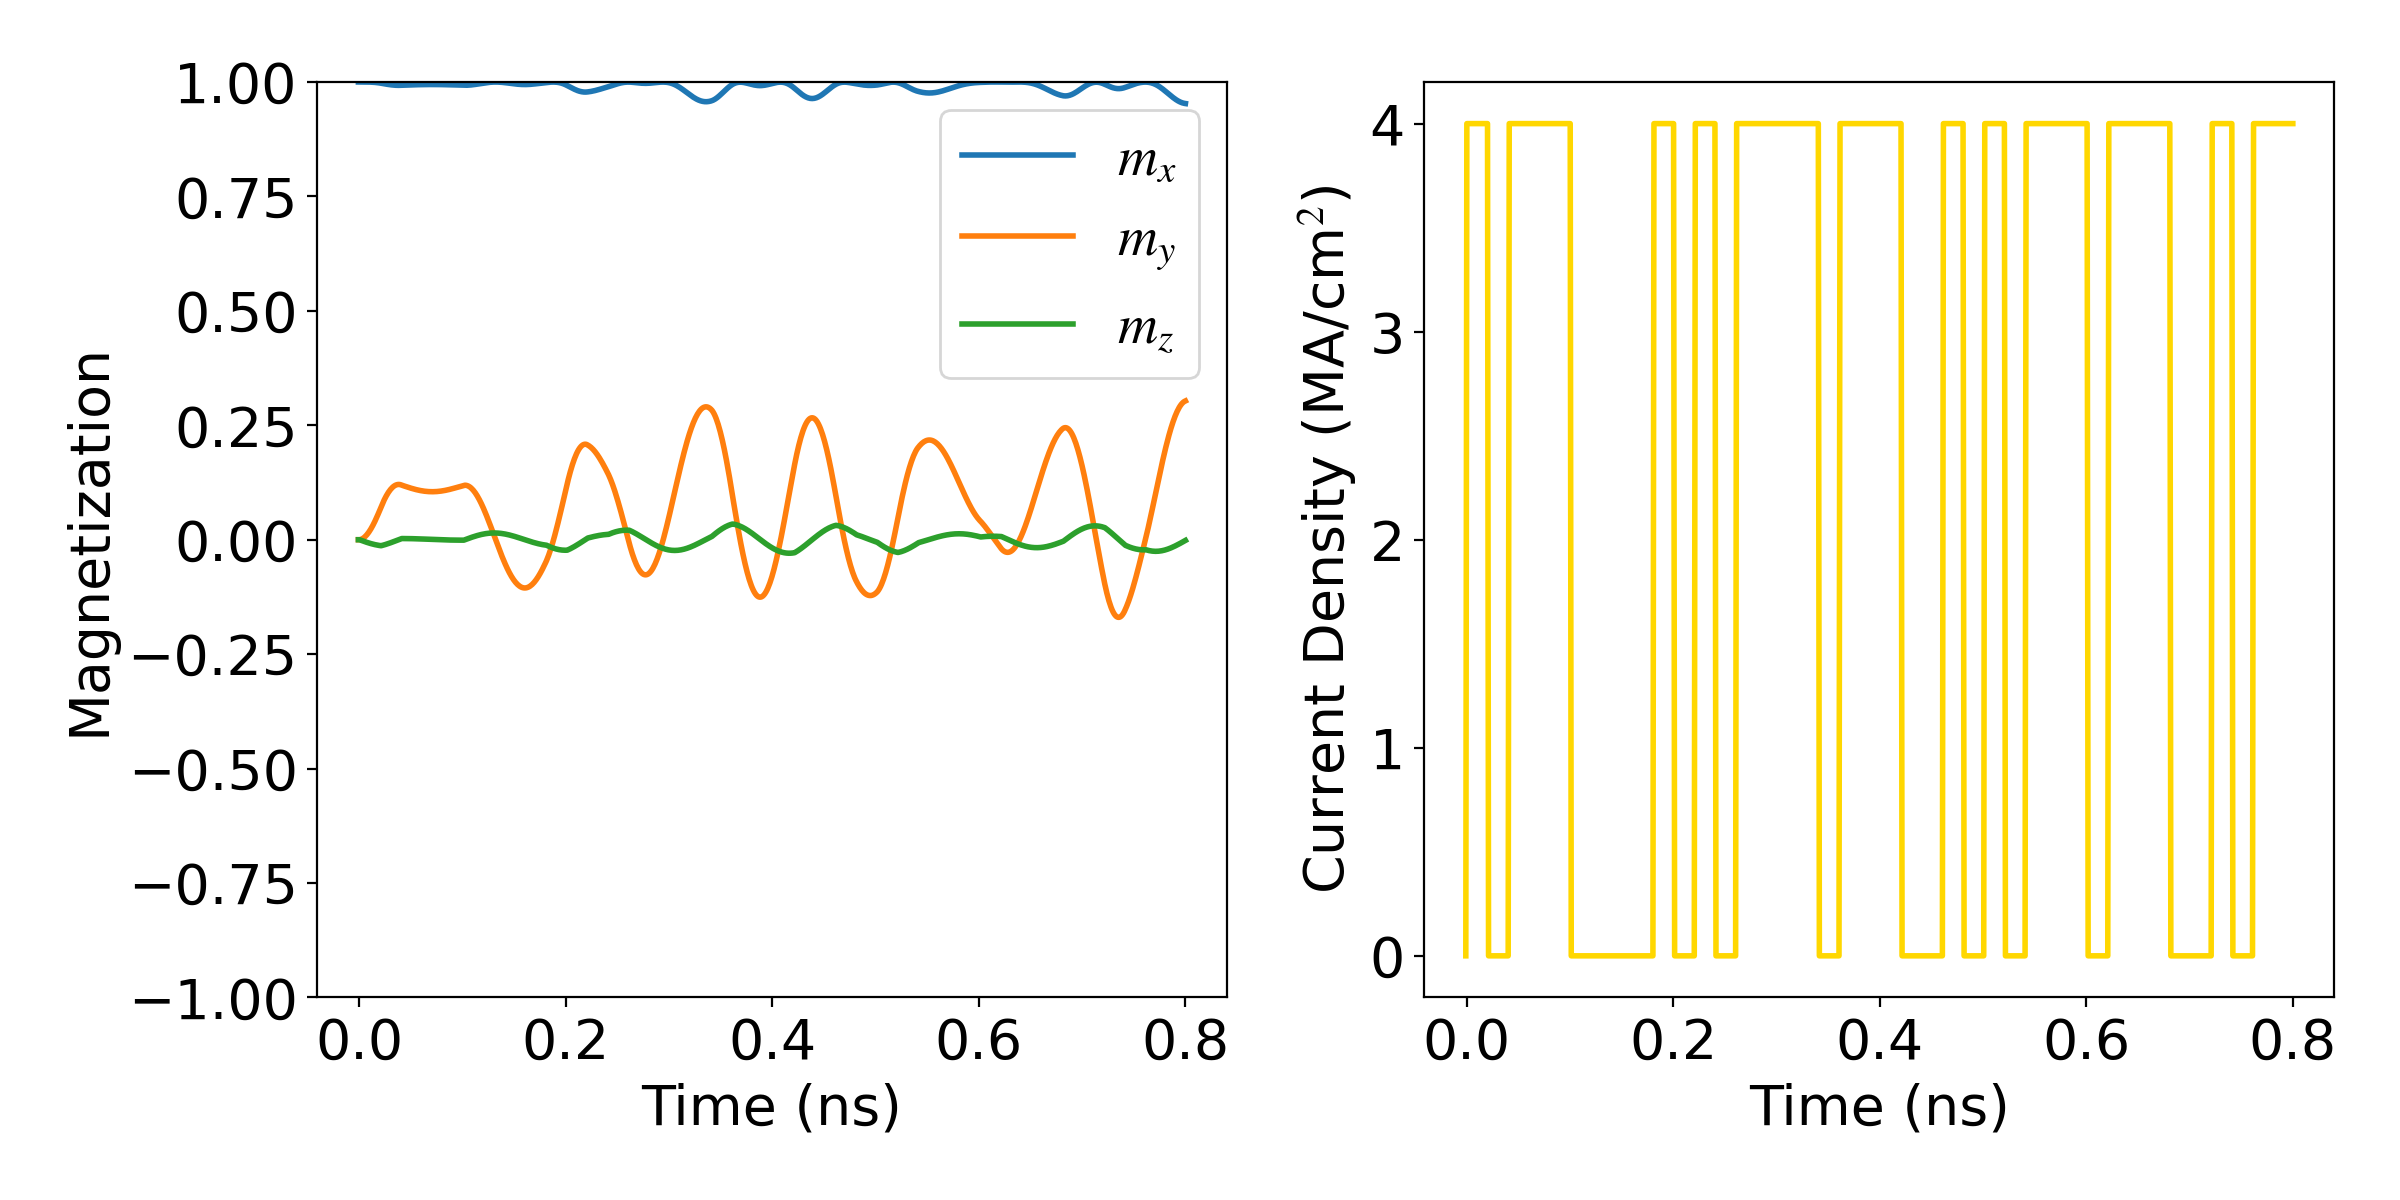 1.00
0.75
0.50
0.25
0.00
−0.25
−0.50
−0.75
−1.00
Magnetization
0.0 0.2 0.4 0.6 0.8
Time (ns)
m_x
m_y
m_z
4
3
2
1
0
Current Density (MA/cm²)
0.0 0.2 0.4 0.6 0.8
Time (ns)